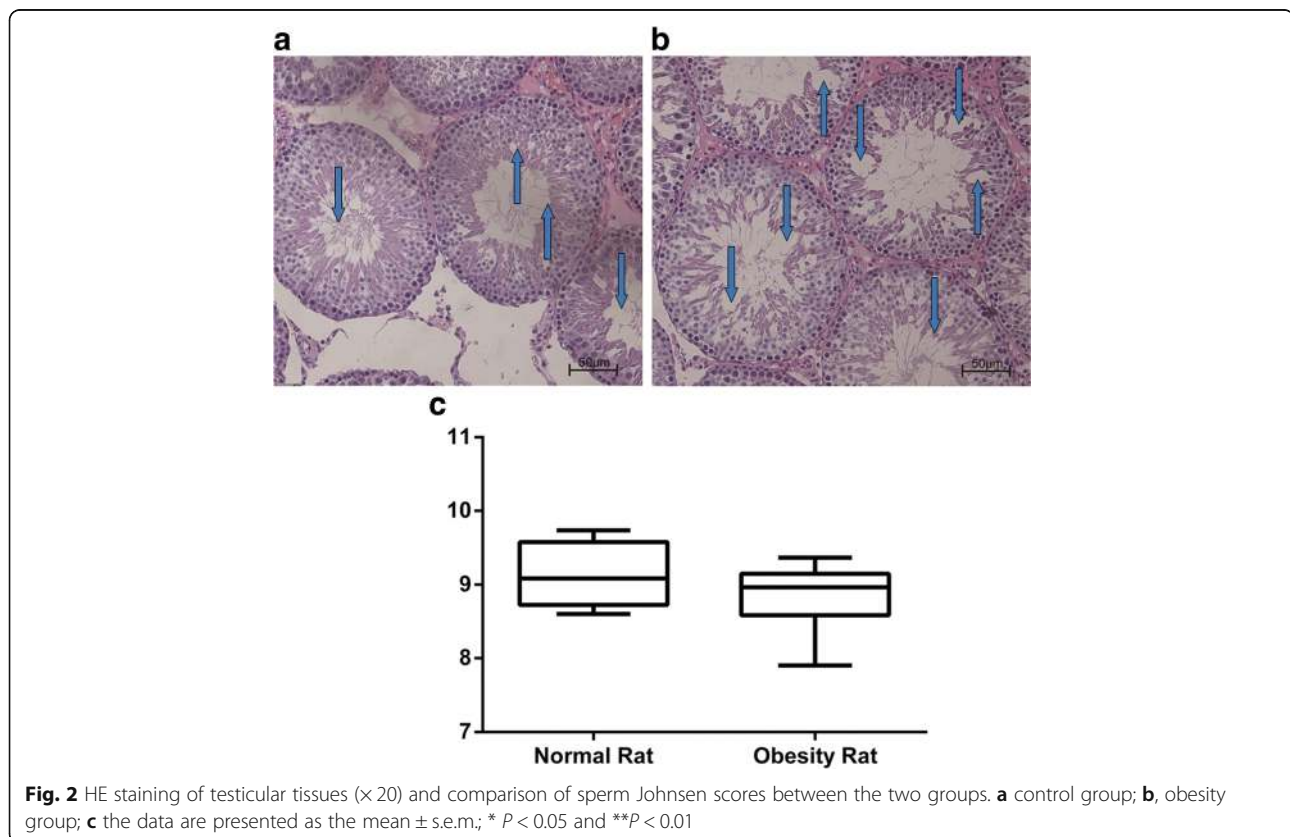 a
b
50μm
50μm
c
11
10
9
8
7
Normal Rat
Obesity Rat
Fig. 2 HE staining of testicular tissues (× 20) and comparison of sperm Johnsen scores between the two groups. a control group; b, obesity
group; c the data are presented as the mean ± s.e.m.; * P < 0.05 and **P < 0.01